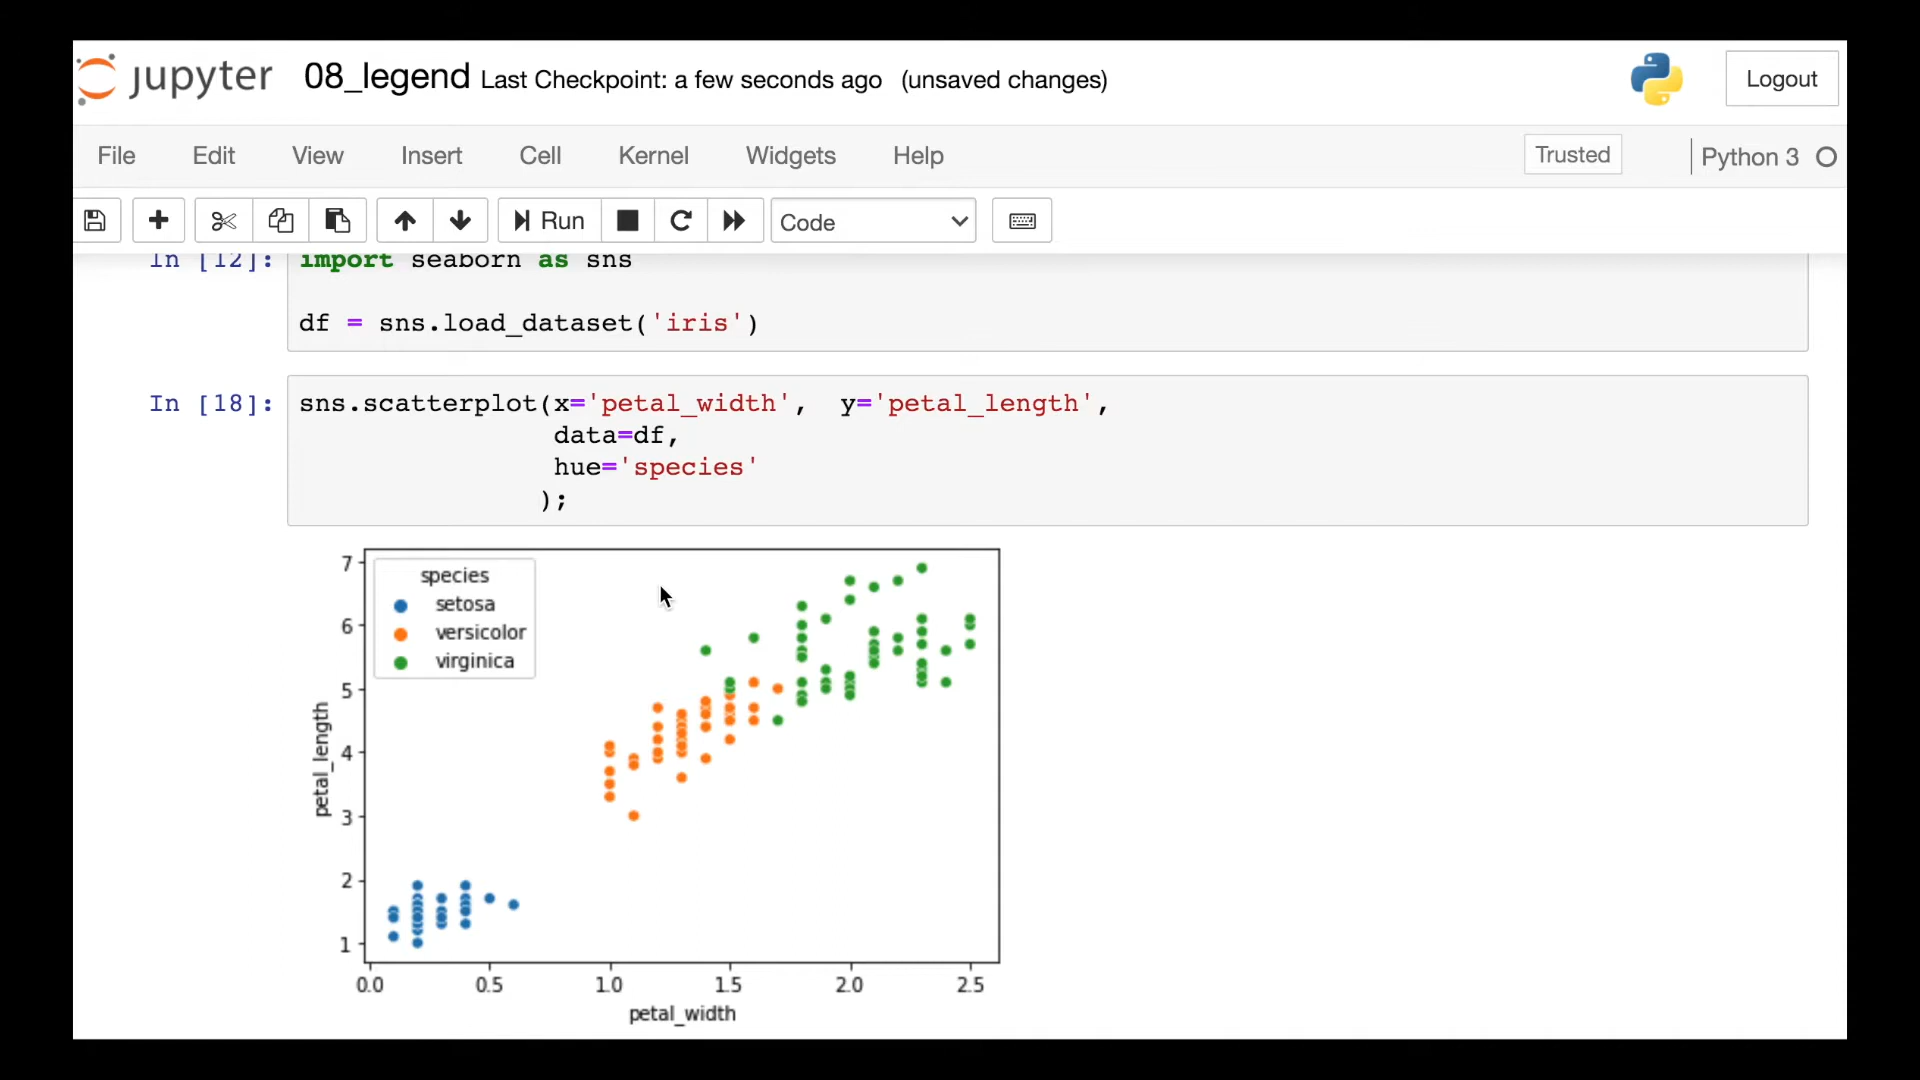 jupyter 08_legend Last Checkpoint: a few seconds ago (unsaved changes) Logout
File Edit View Insert Cell Kernel Widgets Help Trusted Python 3
Run Code
In [12]: import seaborn as sns
df = sns.load_dataset('iris')
In [18]: sns.scatterplot(x='petal_width', y='petal_length',
data=df,
hue='species'
);
species
setosa
versicolor
virginica
7
6
5
4
3
2
1
petal_length
0.0 0.5 1.0 1.5 2.0 2.5
petal_width